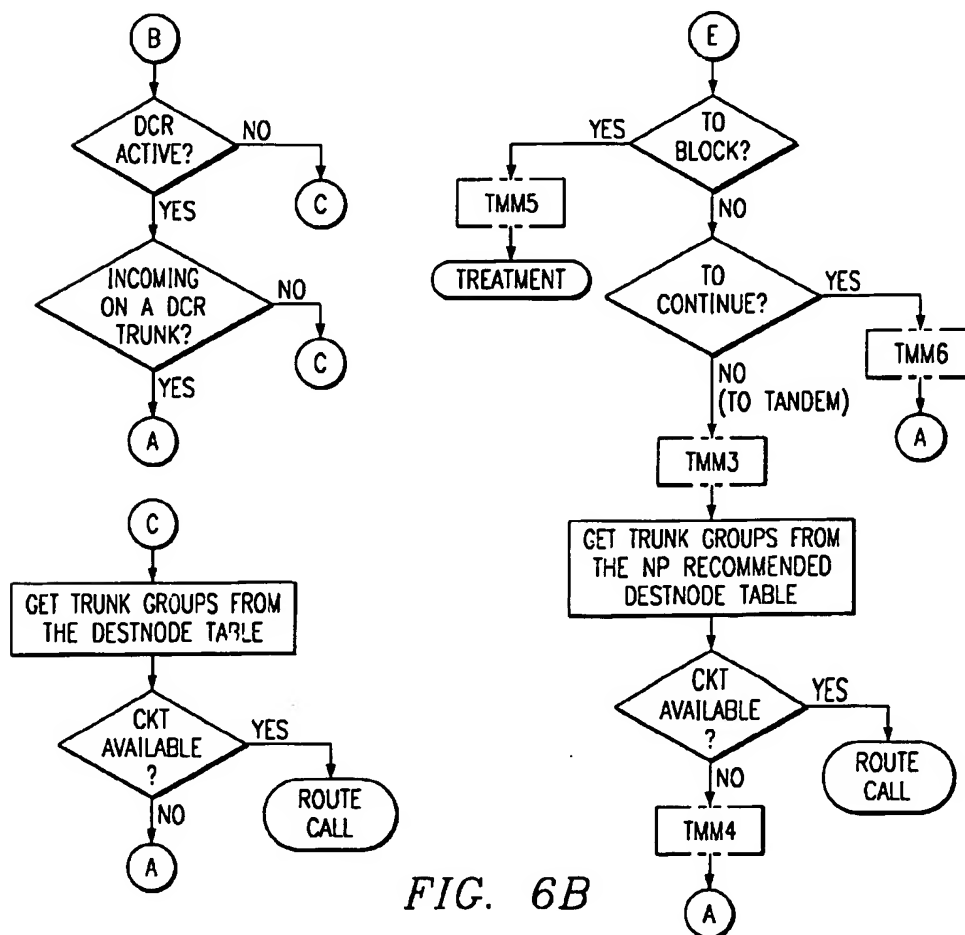 B
DCR
ACTIVE?
NO
C
YES
INCOMING
ON A DCR
TRUNK?
NO
C
YES
A
C
GET TRUNK GROUPS FROM
THE DESTNODE TABLE
CKT
AVAILABLE
?
YES
ROUTE
CALL
NO
A
E
TO
BLOCK?
YES
TMM5
TREATMENT
NO
TO
CONTINUE?
YES
TMM6
A
NO
(TO TANDEM)
TMM3
GET TRUNK GROUPS FROM
THE NP RECOMMENDED
DESTNODE TABLE
CKT
AVAILABLE
?
YES
ROUTE
CALL
NO
TMM4
A
FIG. 6B